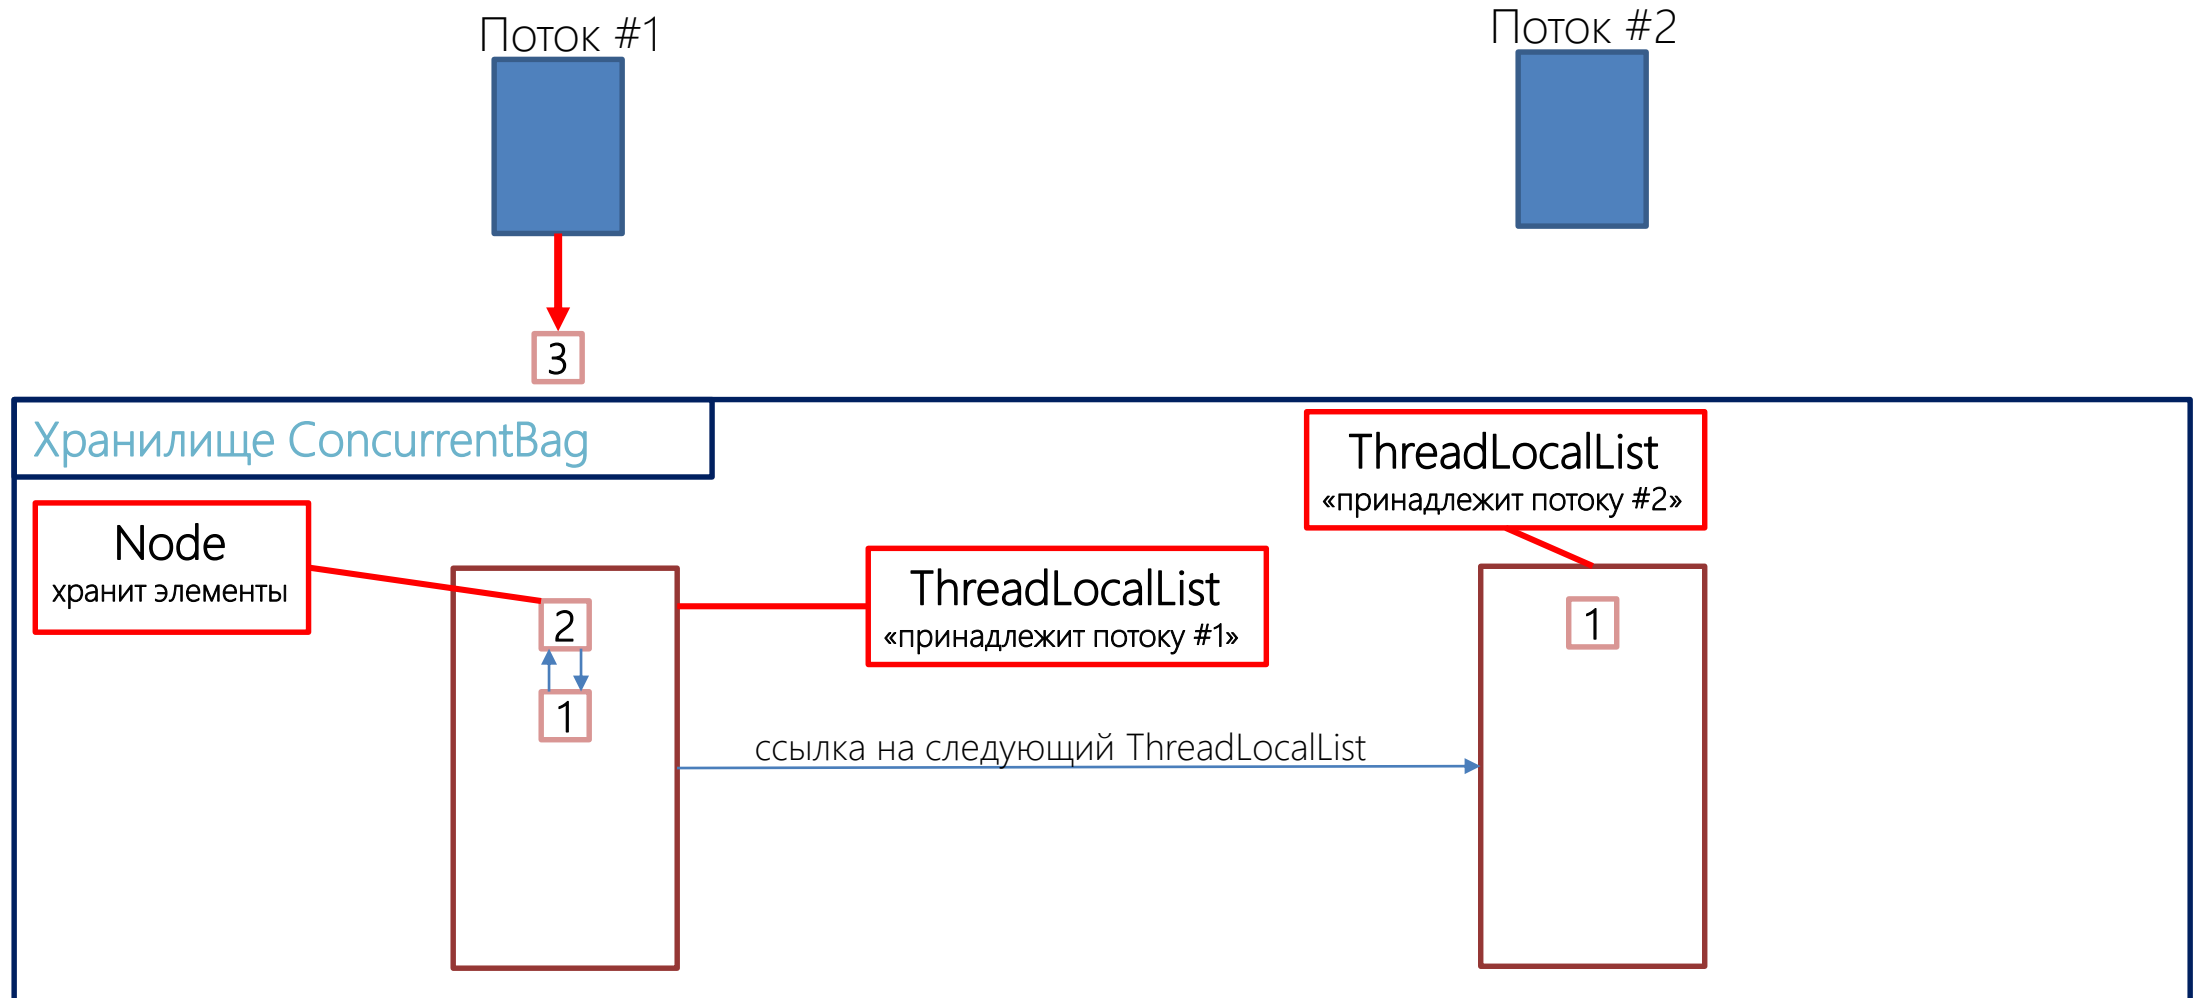 Поток #1
Поток #2
3
Хранилище ConcurrentBag
ThreadLocalList
«принадлежит потоку #2»
Node
хранит элементы
ThreadLocalList
«принадлежит потоку #1»
2
1
1
ссылка на следующий ThreadLocalList